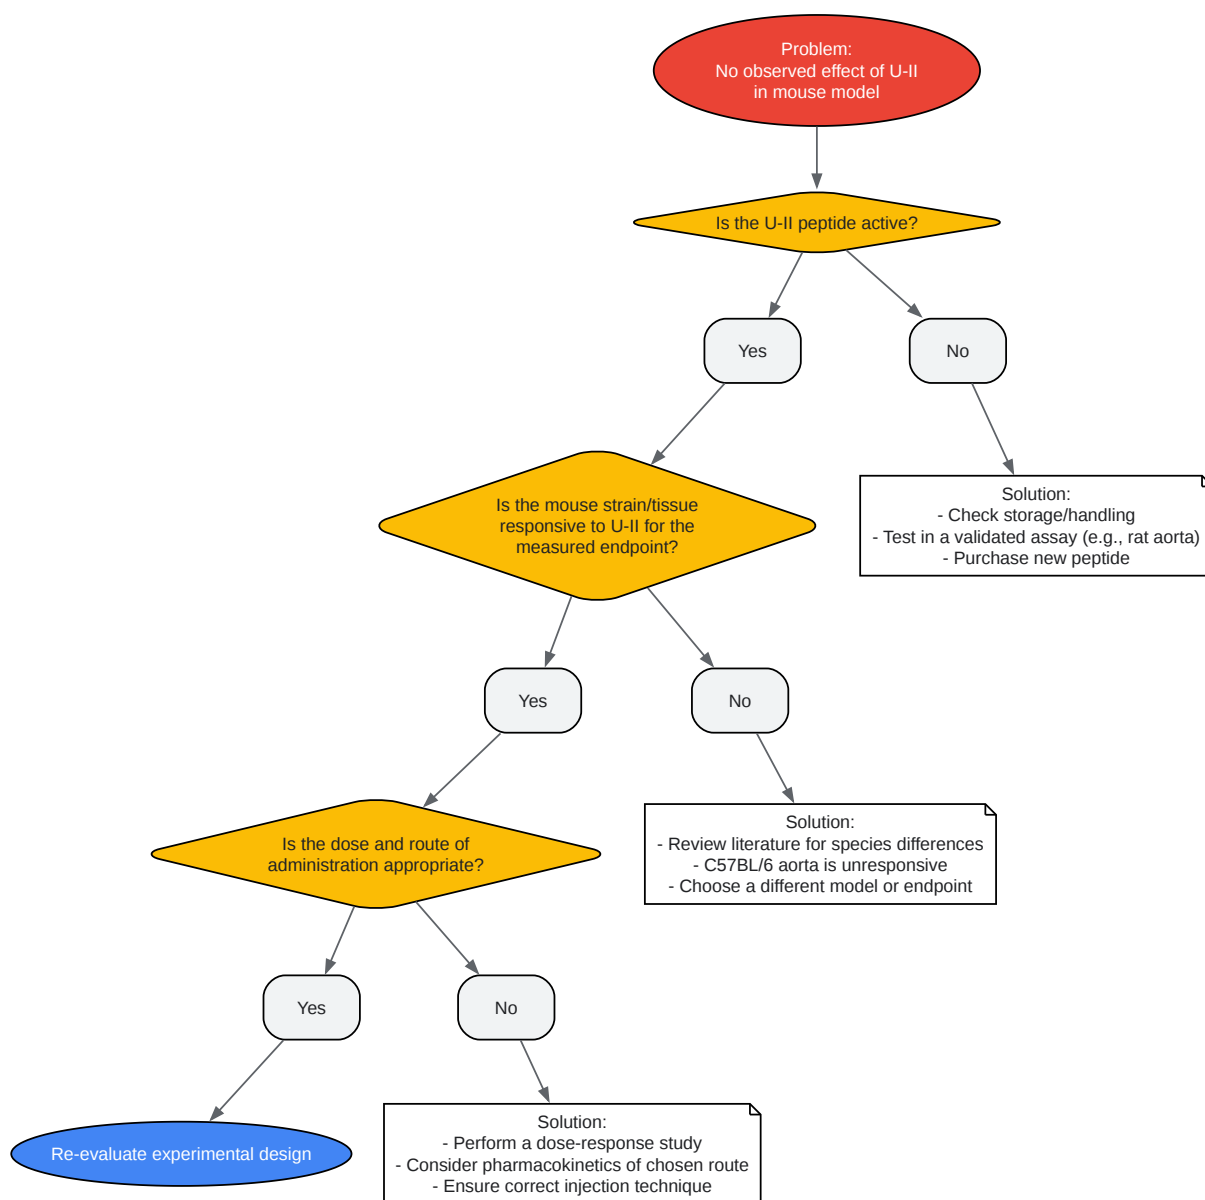 Problem:
No observed effect of U-II
in mouse model
Is the U-II peptide active?
Yes
No
Is the mouse strain/tissue
responsive to U-II for the
measured endpoint?
Solution:
- Check storage/handling
- Test in a validated assay (e.g., rat aorta)
- Purchase new peptide
Yes
No
Is the dose and route of
administration appropriate?
Solution:
- Review literature for species differences
- C57BL/6 aorta is unresponsive
- Choose a different model or endpoint
Yes
No
Re-evaluate experimental design
Solution:
- Perform a dose-response study
- Consider pharmacokinetics of chosen route
- Ensure correct injection technique